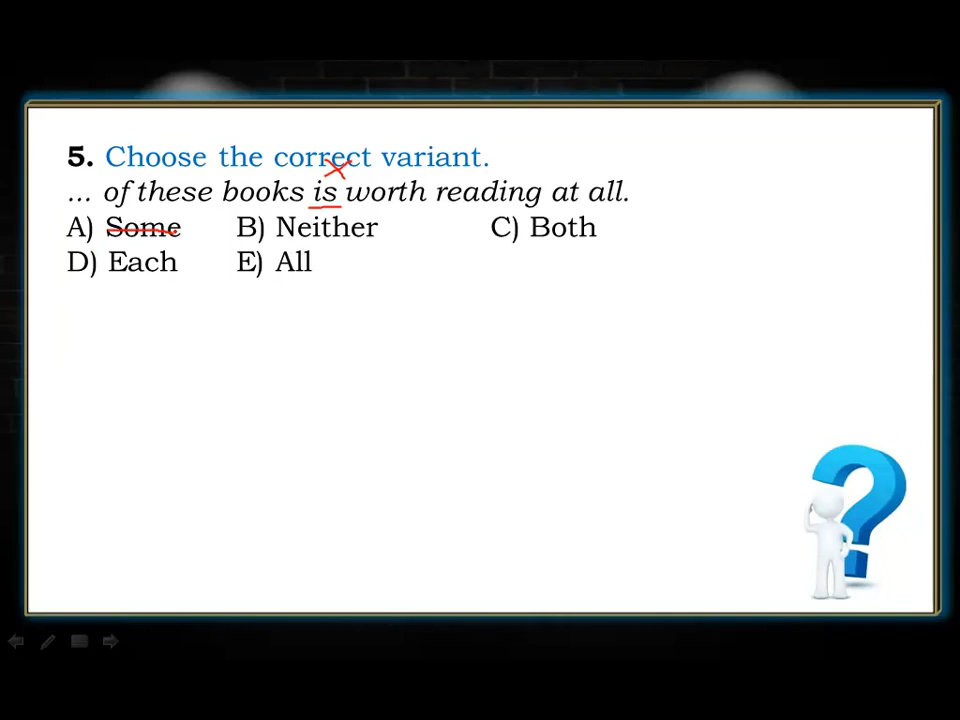 5. Choose the correct variant.
... of these books is worth reading at all.
A) Some B) Neither C) Both
D) Each E) All